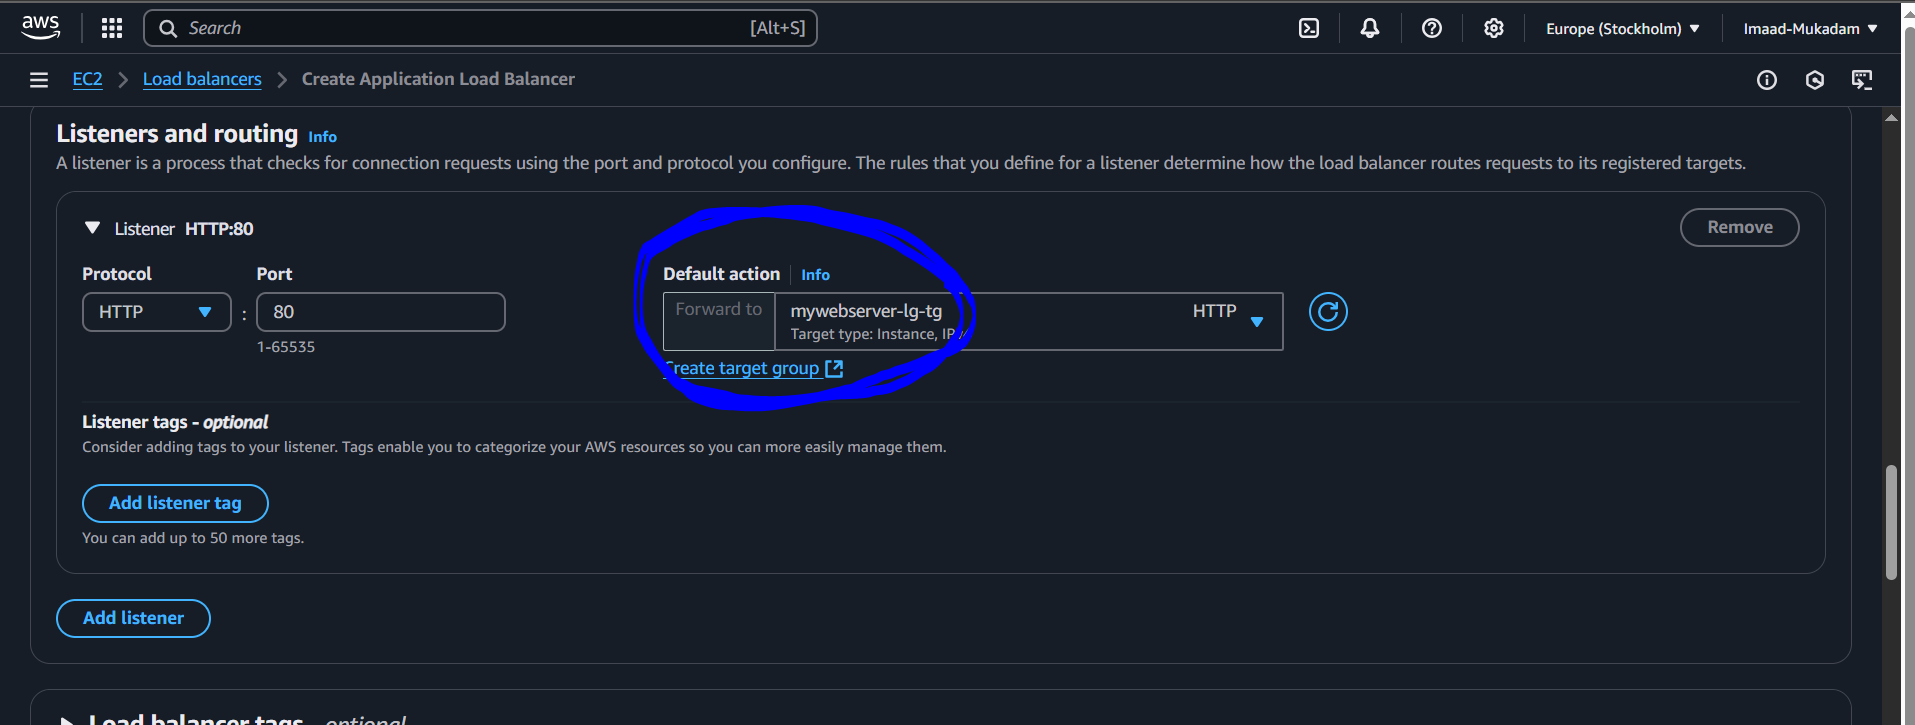 aws
Search [Alt+S] Europe (Stockholm) Imaad-Mukadam
EC2 Load balancers Create Application Load Balancer
Listeners and routing Info
A listener is a process that checks for connection requests using the port and protocol you configure. The rules that you define for a listener determine how the load balancer routes requests to its registered targets.
Listener HTTP:80 Remove
Protocol Port Default action Info
HTTP : 80 Forward to mywebserver-lg-tg HTTP
1-65535 Target type: Instance,
Create target group
Listener tags - optional
Consider adding tags to your listener. Tags enable you to categorize your AWS resources so you can more easily manage them.
Add listener tag
You can add up to 50 more tags.
Add listener
Load balancer tags - optional